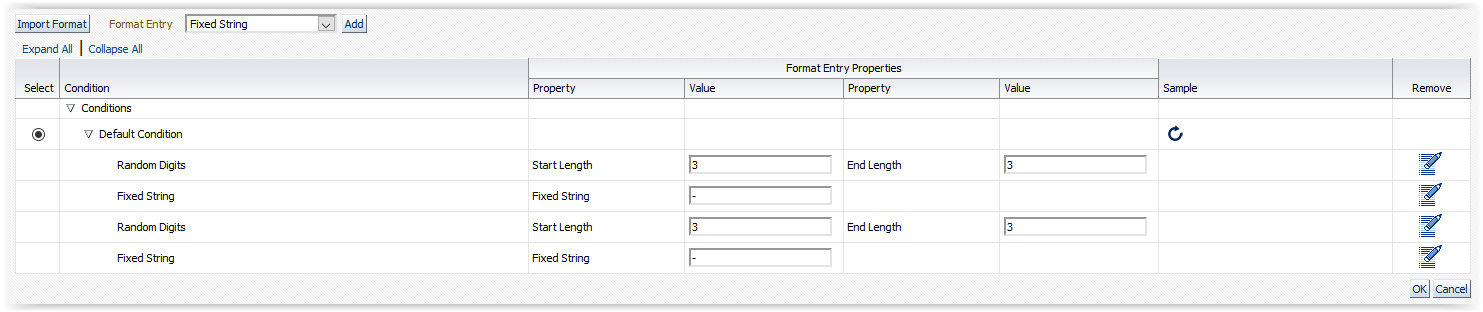 Import Format Format Entry Fixed String Add
Expand All Collapse All
Format Entry Properties
Select Condition Property Value Property Value Sample Remove
Conditions
Default Condition
Random Digits Start Length 3 End Length 3
Fixed String Fixed String -
Random Digits Start Length 3 End Length 3
Fixed String Fixed String -
OK Cancel